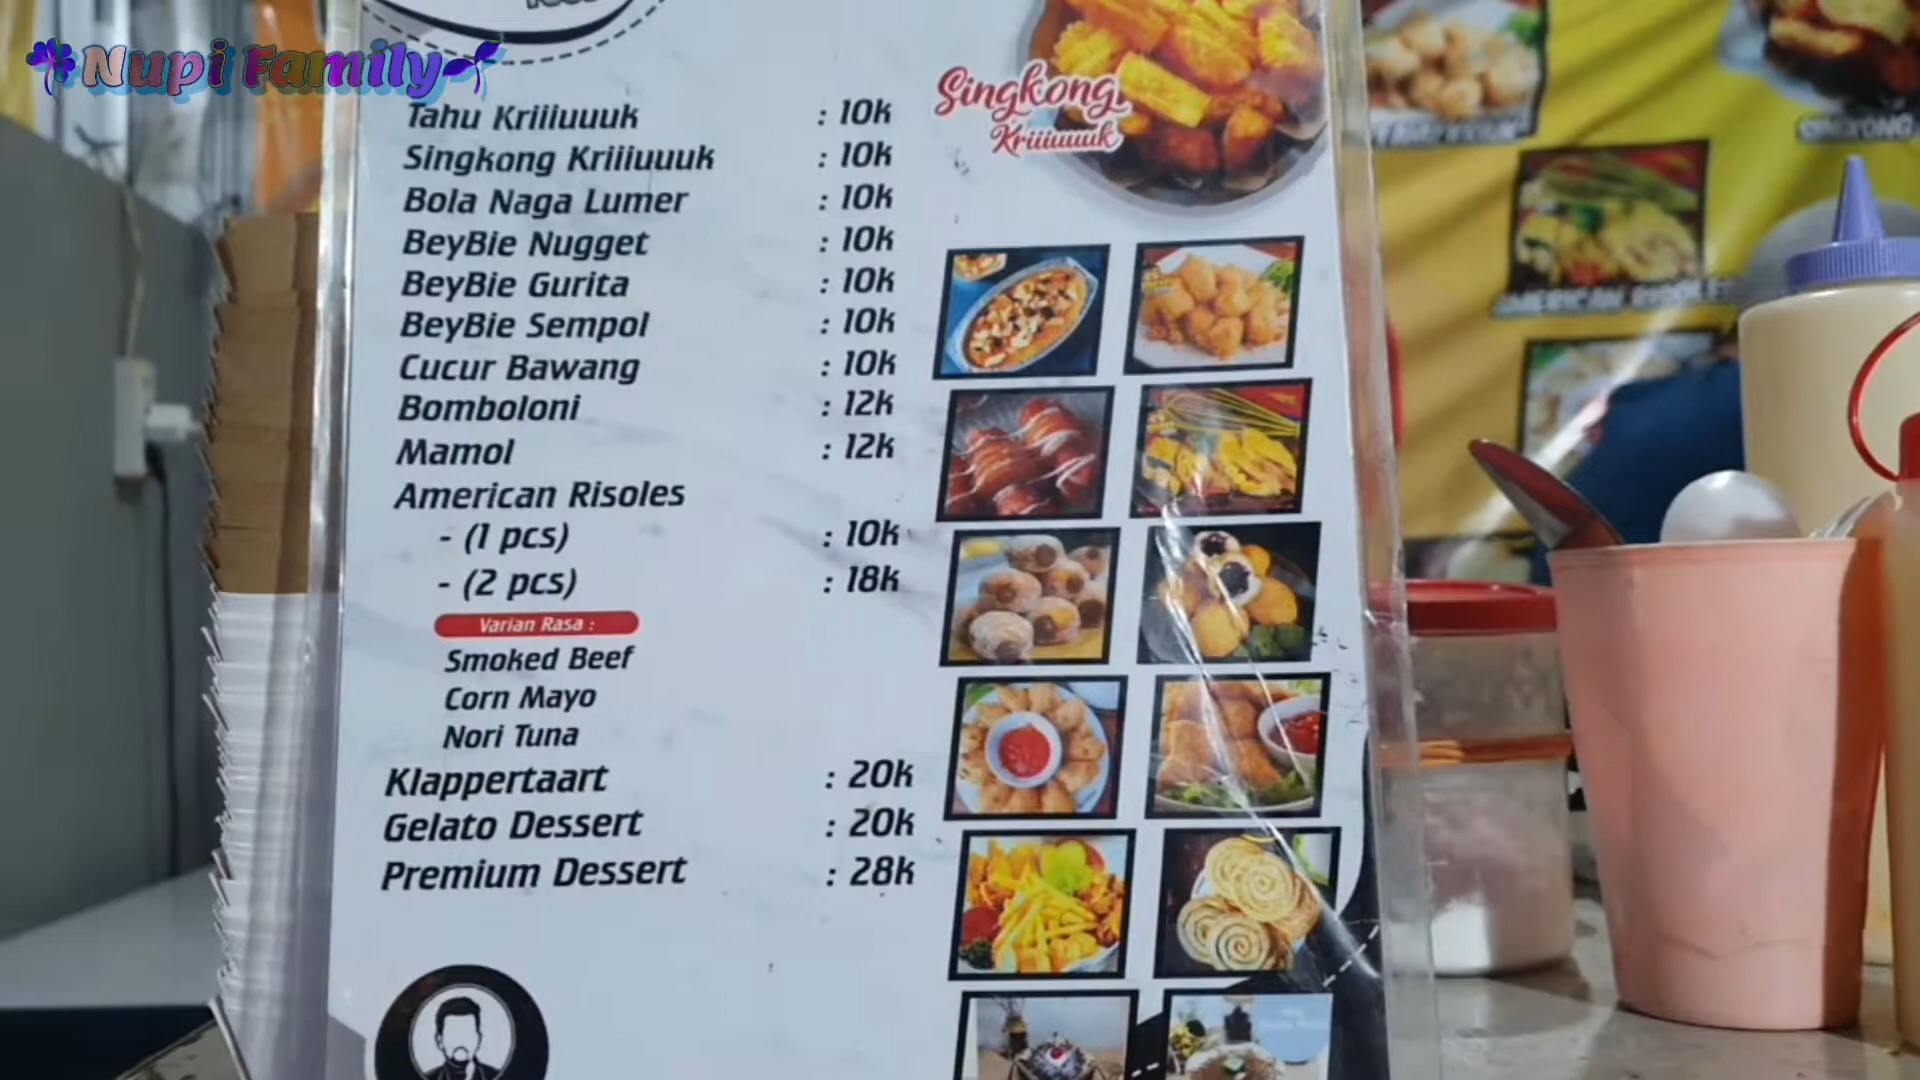 Nupi Family
Tahu Kriiiuuuk : 10k
Singkong Kriiiuuuk : 10k
Bola Naga Lumer : 10k
BeyBie Nugget : 10k
BeyBie Gurita : 10k
BeyBie Sempol : 10k
Cucur Bawang : 10k
Bomboloni : 12k
Mamol : 12k
American Risoles
- (1 pcs) : 10k
- (2 pcs) : 18k
Varian Rasa :
Smoked Beef
Corn Mayo
Nori Tuna
Klappertaart : 20k
Gelato Dessert : 20k
Premium Dessert : 28k
Singkong
Kriiiuuuk
AMERICAN